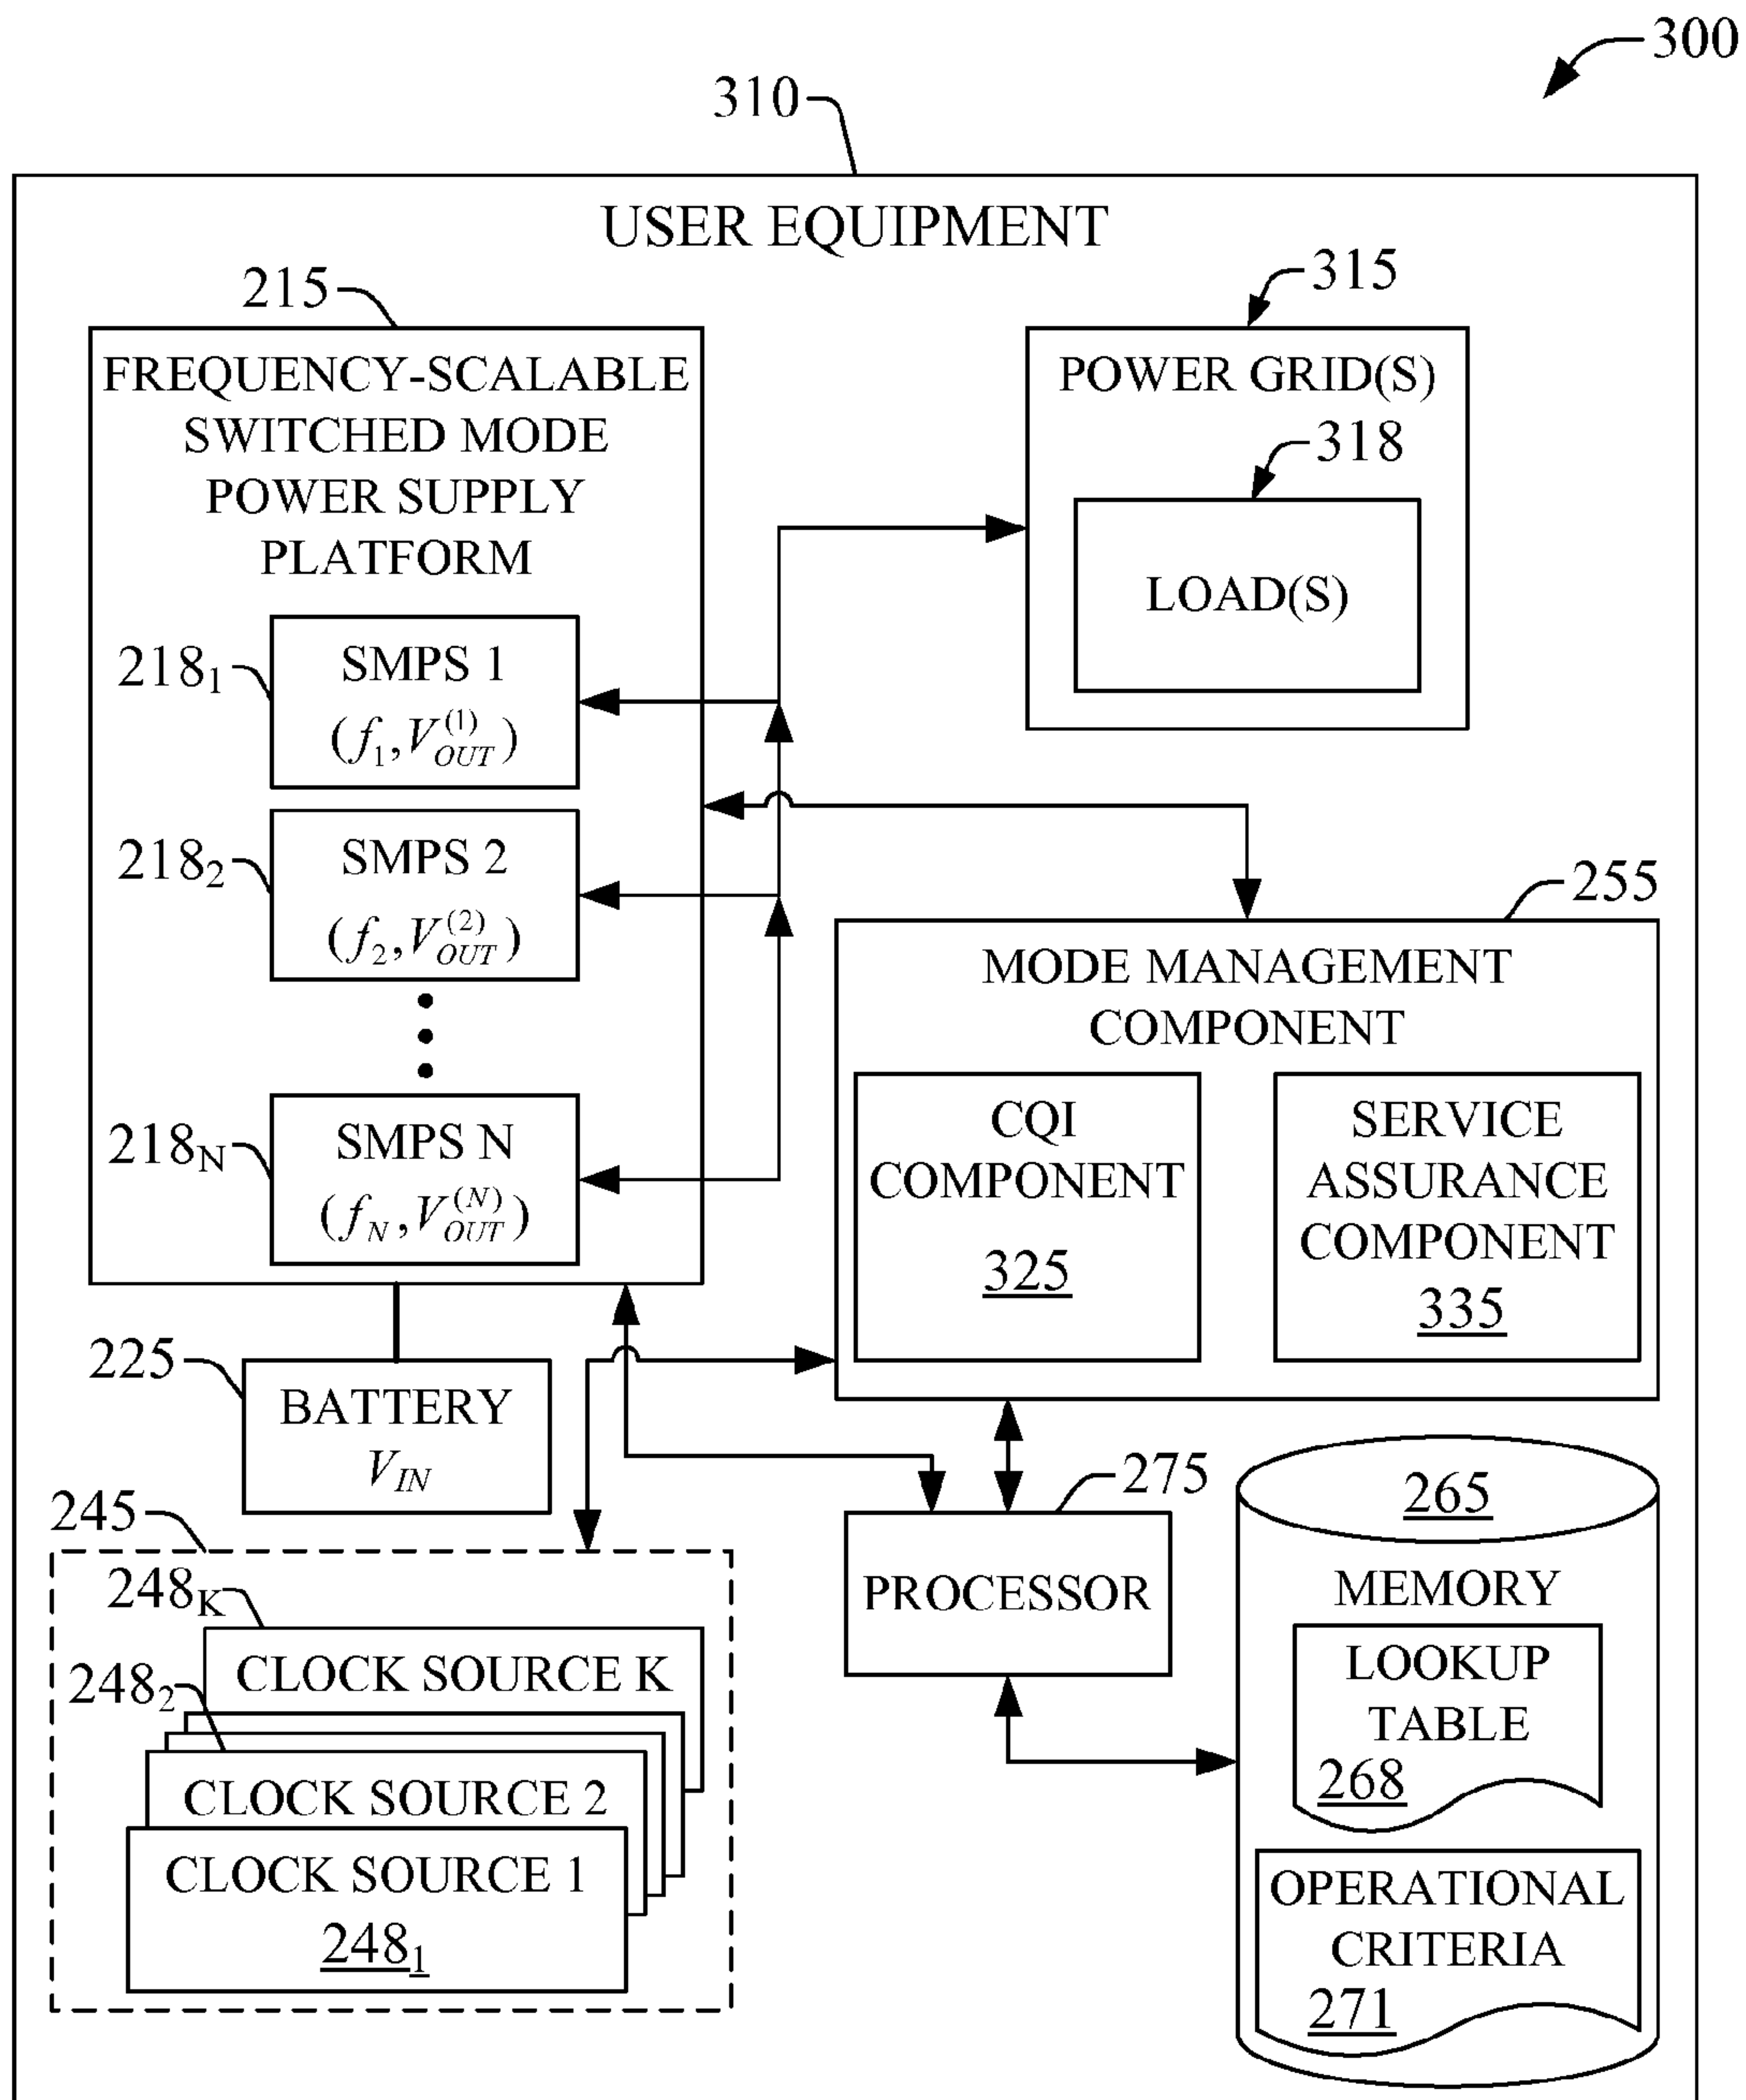 300
310
USER EQUIPMENT
215
FREQUENCY-SCALABLE
SWITCHED MODE
POWER SUPPLY
PLATFORM
218₁
SMPS 1
(f₁, V_OUT^(1))
218₂
SMPS 2
(f₂, V_OUT^(2))
218_N
SMPS N
(f_N, V_OUT^(N))
315
POWER GRID(S)
318
LOAD(S)
255
MODE MANAGEMENT
COMPONENT
CQI
COMPONENT
325
SERVICE
ASSURANCE
COMPONENT
335
225
BATTERY
V_IN
245
248_K
CLOCK SOURCE K
248₂
CLOCK SOURCE 2
CLOCK SOURCE 1
248₁
275
PROCESSOR
265
MEMORY
LOOKUP
TABLE
268
OPERATIONAL
CRITERIA
271